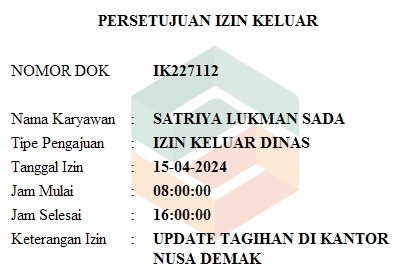 PERSETUJUAN IZIN KELUAR
NOMOR DOK IK227112
Nama Karyawan : SATRIYA LUKMAN SADA
Tipe Pengajuan : IZIN KELUAR DINAS
Tanggal Izin : 15-04-2024
Jam Mulai : 08:00:00
Jam Selesai : 16:00:00
Keterangan Izin : UPDATE TAGIHAN DI KANTOR
NUSA DEMAK